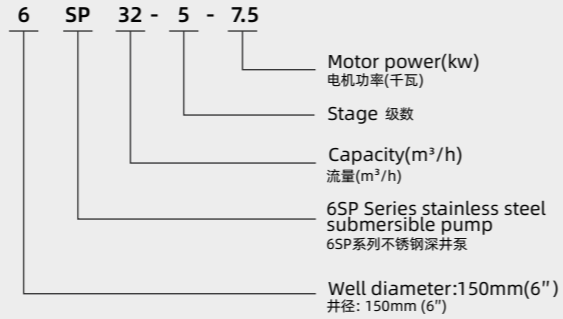 6 SP 32 - 5 - 7.5
Motor power(kw)
电机功率(千瓦)
Stage 级数
Capacity(m³/h)
流量(m³/h)
6SP Series stainless steel
submersible pump
6SP系列不锈钢深井泵
Well diameter:150mm(6")
井径: 150mm (6")